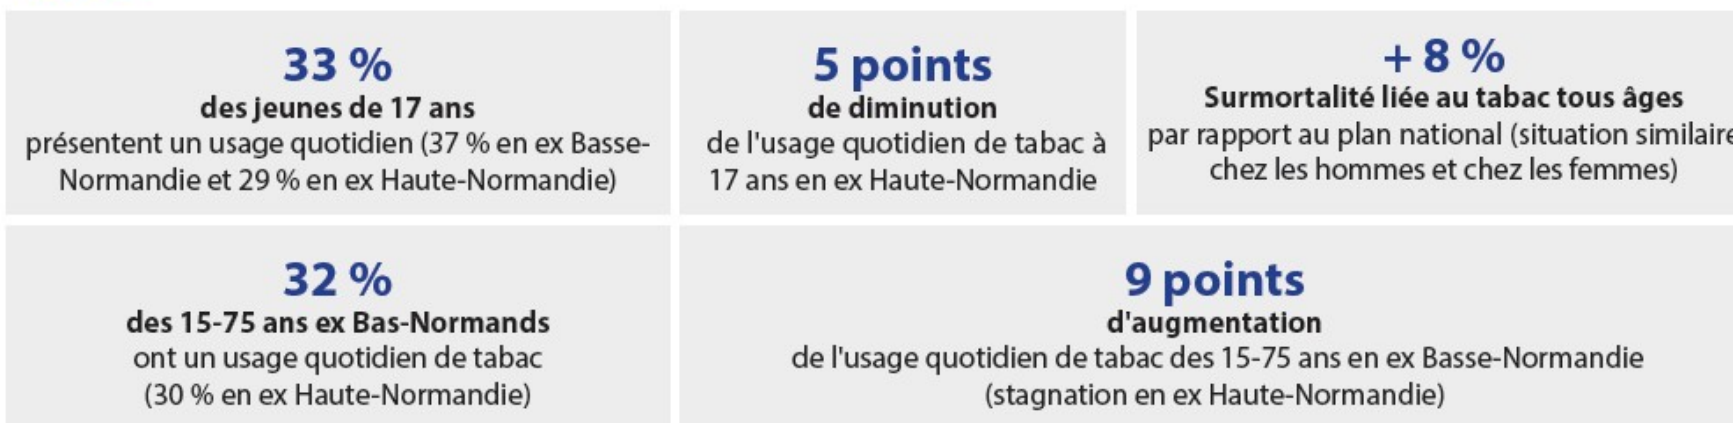 33 %
des jeunes de 17 ans
présentent un usage quotidien (37 % en ex Basse-
Normandie et 29 % en ex Haute-Normandie)
5 points
de diminution
de l'usage quotidien de tabac à
17 ans en ex Haute-Normandie
+ 8 %
Surmortalité liée au tabac tous âges
par rapport au plan national (situation similaire
chez les hommes et chez les femmes)
32 %
des 15-75 ans ex Bas-Normands
ont un usage quotidien de tabac
(30 % en ex Haute-Normandie)
9 points
d'augmentation
de l'usage quotidien de tabac des 15-75 ans en ex Basse-Normandie
(stagnation en ex Haute-Normandie)